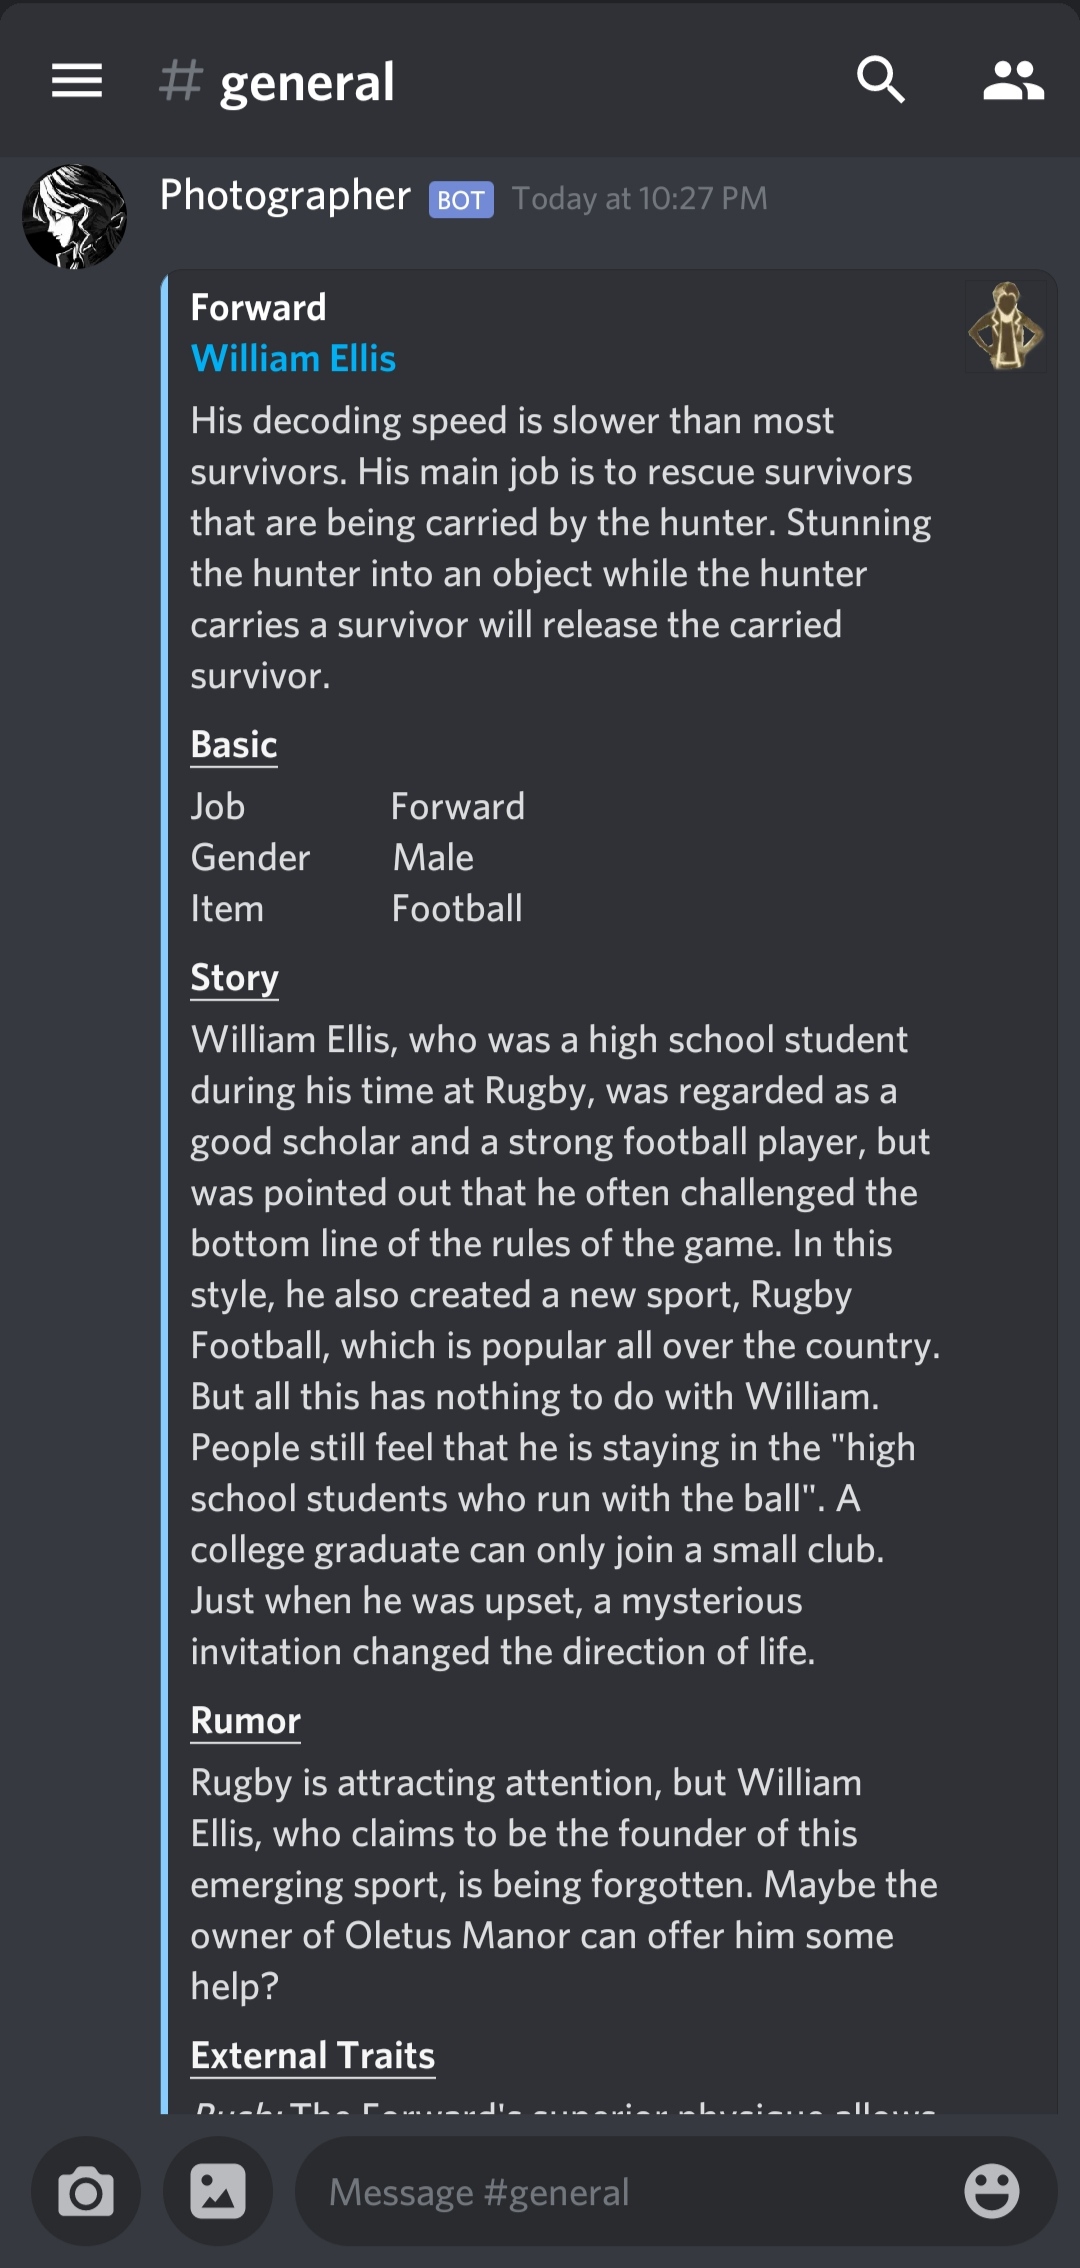 # general
Photographer BOT Today at 10:27 PM
Forward
William Ellis
His decoding speed is slower than most
survivors. His main job is to rescue survivors
that are being carried by the hunter. Stunning
the hunter into an object while the hunter
carries a survivor will release the carried
survivor.
Basic
Job Forward
Gender Male
Item Football
Story
William Ellis, who was a high school student
during his time at Rugby, was regarded as a
good scholar and a strong football player, but
was pointed out that he often challenged the
bottom line of the rules of the game. In this
style, he also created a new sport, Rugby
Football, which is popular all over the country.
But all this has nothing to do with William.
People still feel that he is staying in the "high
school students who run with the ball". A
college graduate can only join a small club.
Just when he was upset, a mysterious
invitation changed the direction of life.
Rumor
Rugby is attracting attention, but William
Ellis, who claims to be the founder of this
emerging sport, is being forgotten. Maybe the
owner of Oletus Manor can offer him some
help?
External Traits
Rush: The Forward's superior physique allows
Message #general